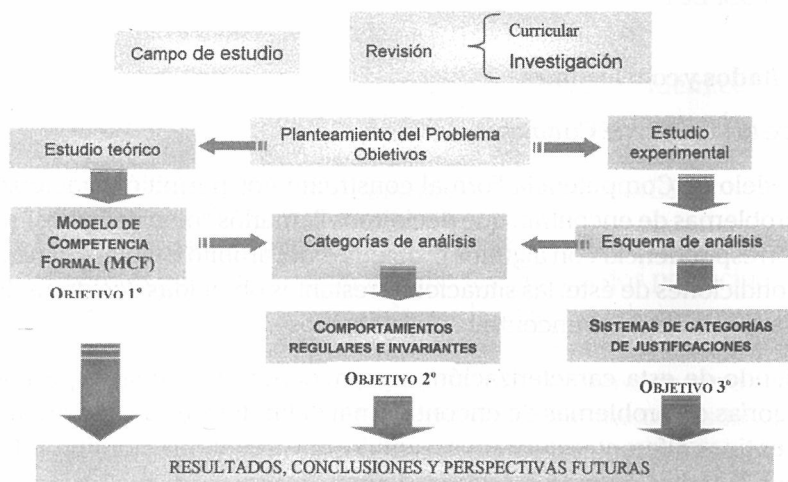 Campo de estudio
Revisión
Curricular
Investigación
Estudio teórico
Planteamiento del Problema
Objetivos
Estudio
experimental
MODELO DE
COMPETENCIA
FORMAL (MCF)
OBJETIVO 1º
Categorías de análisis
Esquema de análisis
COMPORTAMIENTOS
REGULARES E INVARIANTES
OBJETIVO 2º
SISTEMAS DE CATEGORÍAS
DE JUSTIFICACIONES
OBJETIVO 3º
RESULTADOS, CONCLUSIONES Y PERSPECTIVAS FUTURAS